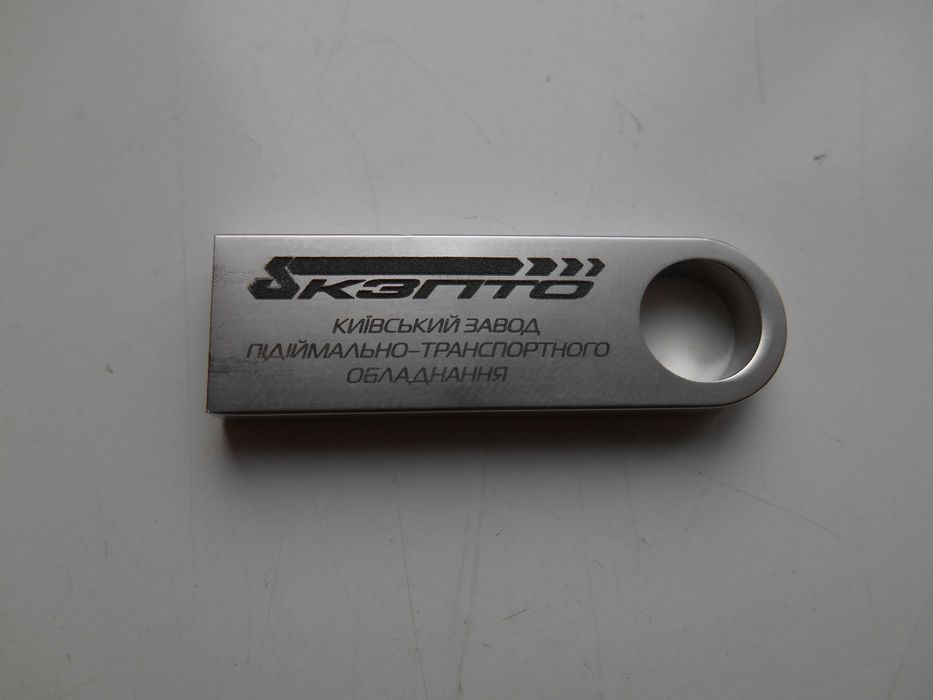 КЗПТО
КИЇВСЬКИЙ ЗАВОД
ПІДІЙМАЛЬНО-ТРАНСПОРТНОГО
ОБЛАДНАННЯ